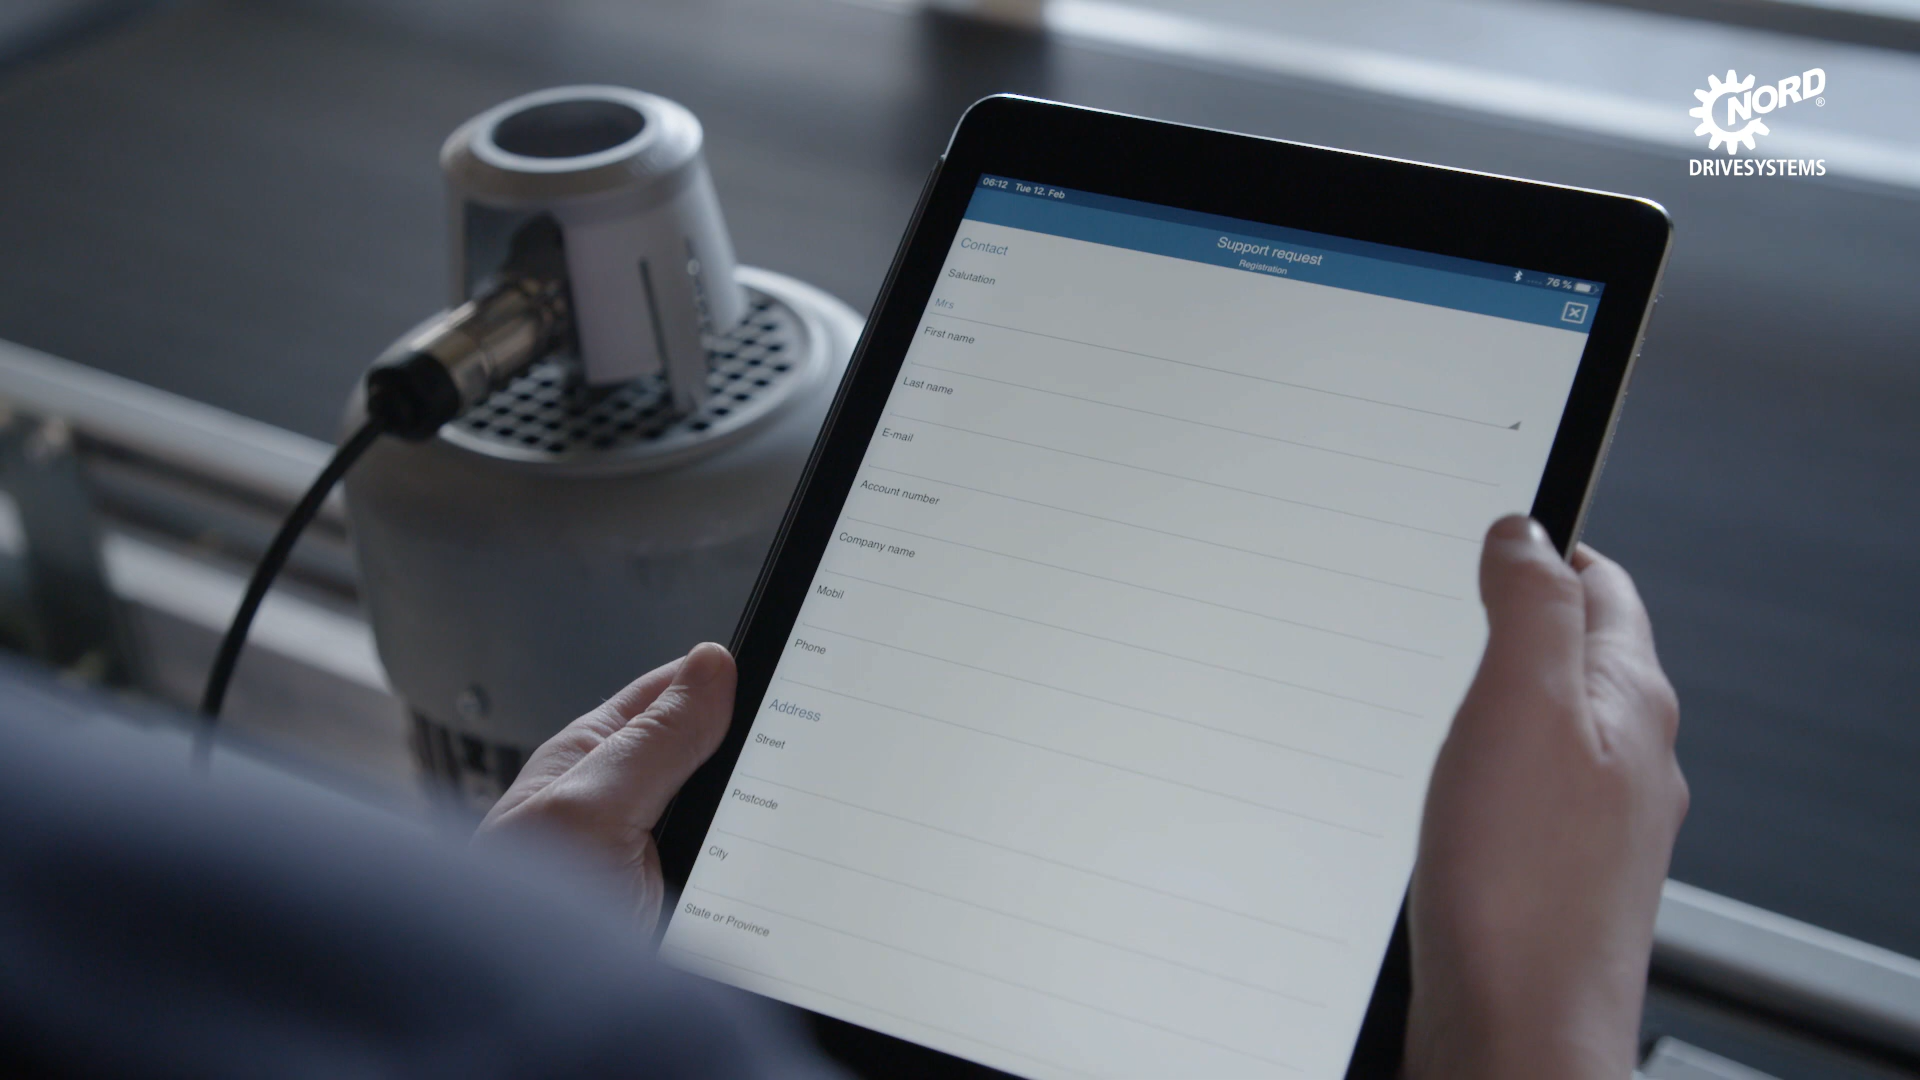 NORD®
DRIVESYSTEMS
06:12 Tue 12. Feb
76 %
Support request
Registration
Contact
Salutation
Mrs
First name
Last name
E-mail
Account number
Company name
Mobil
Phone
Address
Street
Postcode
City
State or Province